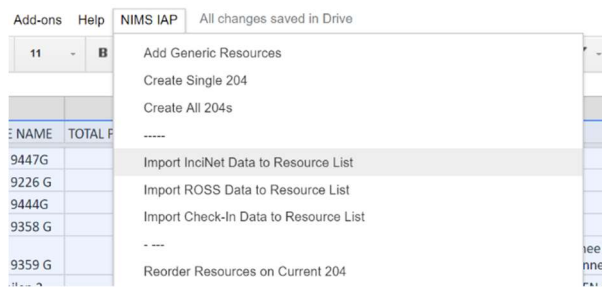 Add-ons Help NIMS IAP All changes saved in Drive
11 B
Add Generic Resources
Create Single 204
Create All 204s
-----
E NAME TOTAL
Import InciNet Data to Resource List
9447G
9226 G
Import ROSS Data to Resource List
9444G
Import Check-In Data to Resource List
9358 G
- ---
9359 G
Reorder Resources on Current 204